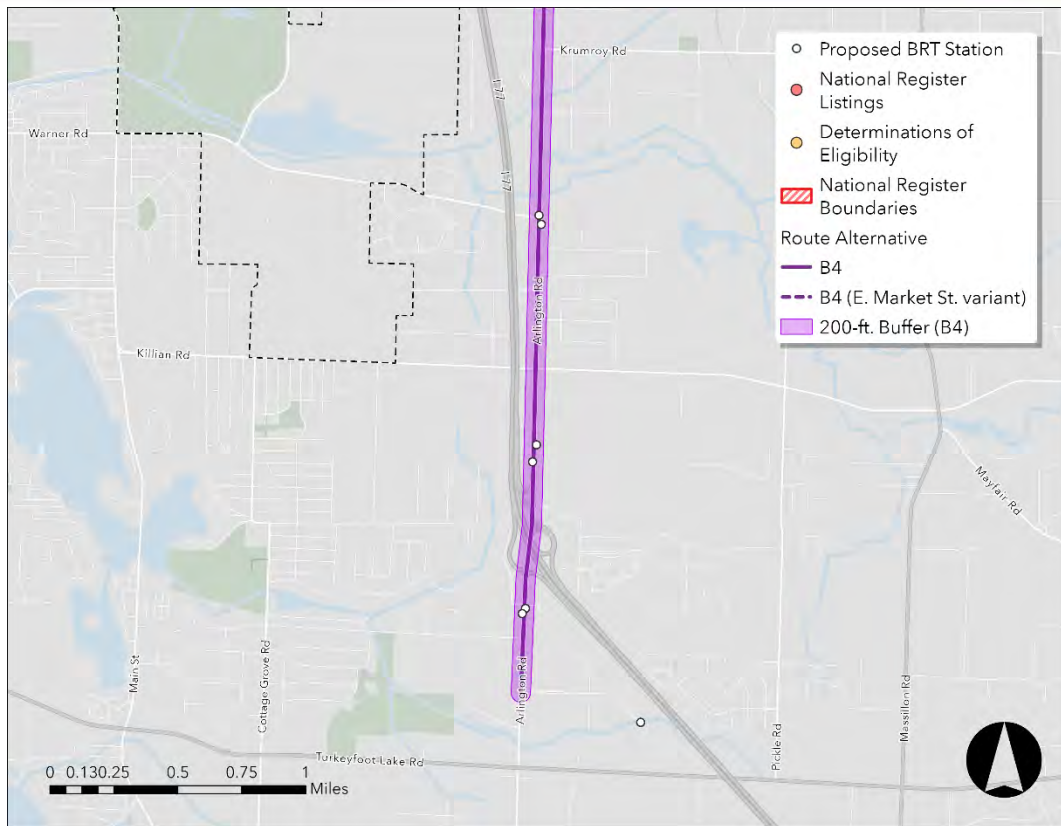 Krumroy Rd
Warner Rd
I 77
I 77
Arlington Rd
Killian Rd
Mayfair Rd
Main St
Cottage Grove Rd
Arlington Rd
Pickle Rd
Massillon Rd
Turkeyfoot Lake Rd
Proposed BRT Station
National Register
Listings
Determinations of
Eligibility
National Register
Boundaries
Route Alternative
B4
B4 (E. Market St. variant)
200-ft. Buffer (B4)
0 0.130.25 0.5 0.75 1
Miles